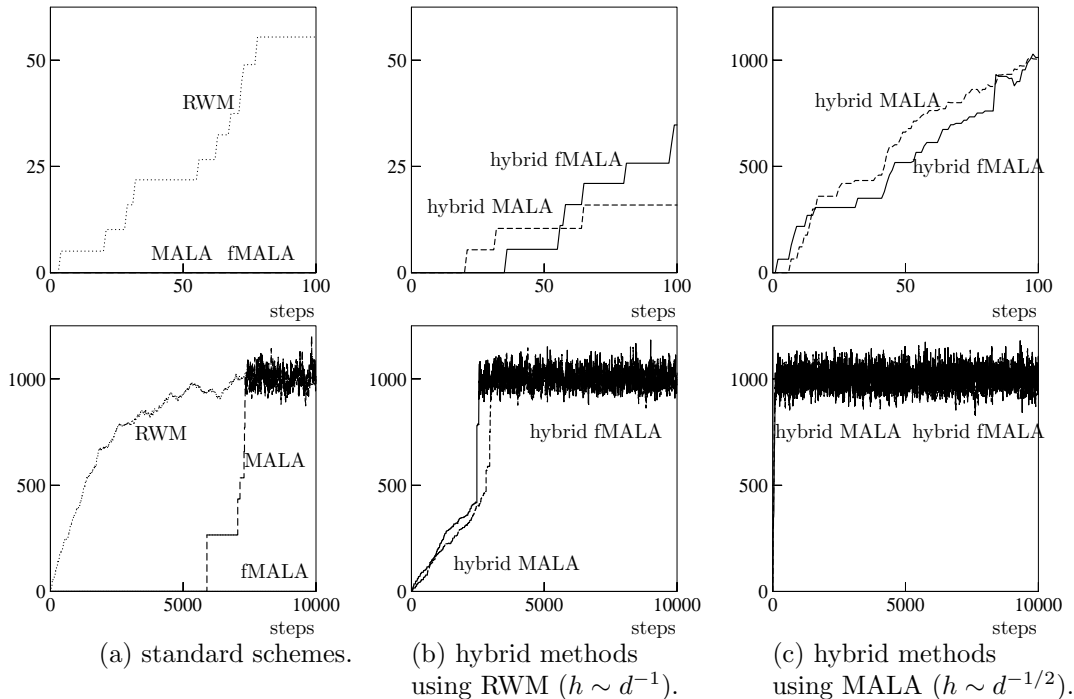 50
25
0
RWM
MALA fMALA
0 50 100
steps
50
25
0
hybrid fMALA
hybrid MALA
0 50 100
steps
1000
500
0
hybrid MALA
hybrid fMALA
0 50 100
steps
1000
500
0
RWM
MALA
fMALA
0 5000 10000
steps
1000
500
0
hybrid fMALA
hybrid MALA
0 5000 10000
steps
1000
500
0
hybrid MALA hybrid fMALA
0 5000 10000
steps
(a) standard schemes.
(b) hybrid methods
using RWM (h ∼ d⁻¹).
(c) hybrid methods
using MALA (h ∼ d⁻¹/²).